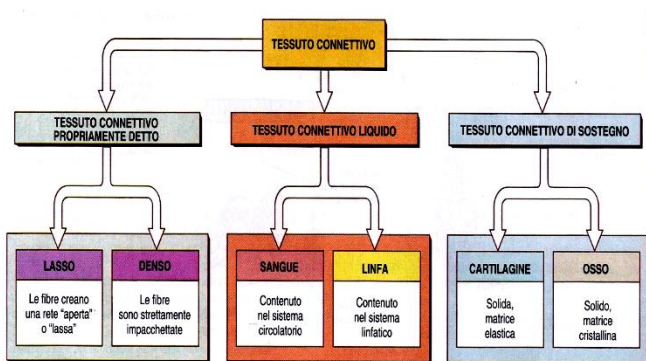 TESSUTO CONNETTIVO
TESSUTO CONNETTIVO
PROPRIAMENTE DETTO
TESSUTO CONNETTIVO LIQUIDO
TESSUTO CONNETTIVO DI SOSTEGNO
LASSO
Le fibre creano
una rete "aperta"
o "lassa"
DENSO
Le fibre
sono strettamente
impacchettate
SANGUE
Contenuto
nel sistema
circolatorio
LINFA
Contenuto
nel sistema
linfatico
CARTILAGINE
Solida,
matrice
elastica
OSSO
Solido,
matrice
cristallina